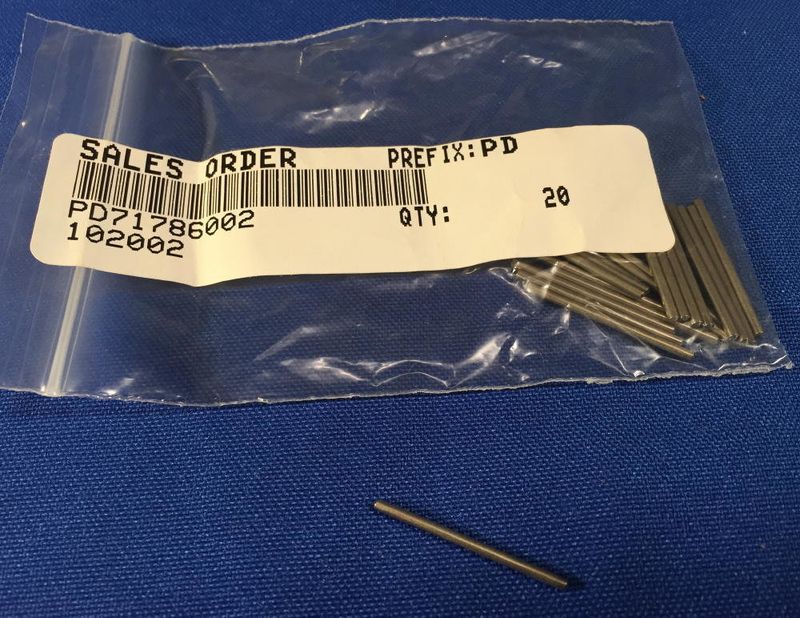 SALES ORDER PREFIX:PD
PD71786002 QTY: 20
102002